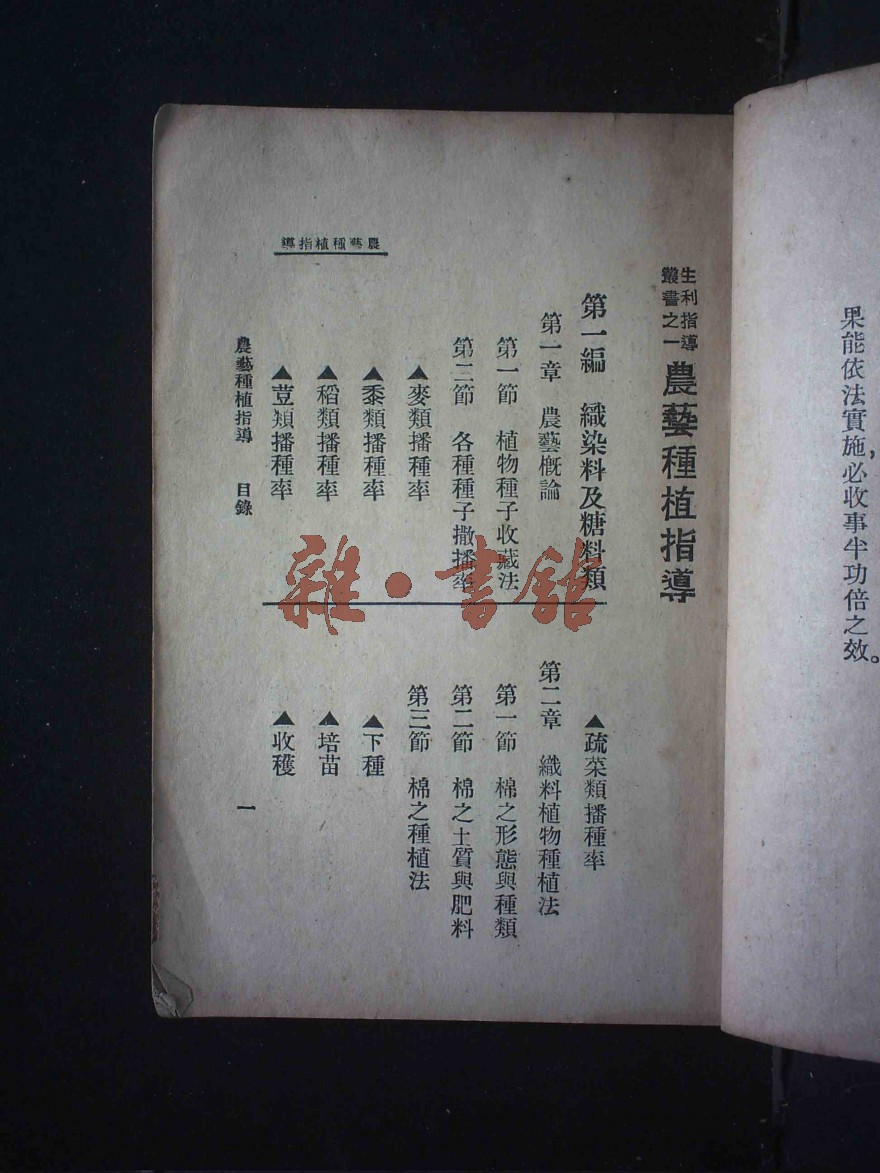 果能依法實施，必收事半功倍之效。
生利指導
叢書之一
農藝種植指導
第一編　織染料及糖料類
第一章　農藝概論
第一節　植物種子收藏法
第二節　各種種子撒播率
▲麥類播種率
▲黍類播種率
▲稻類播種率
▲荳類播種率
▲疏菜類播種率
第二章　織料植物種植法
第一節　棉之形態與種類
第二節　棉之土質與肥料
第三節　棉之種植法
▲下種
▲培苗
▲收穫
農藝種植指導
農藝種植指導　目錄
一
雜·書館